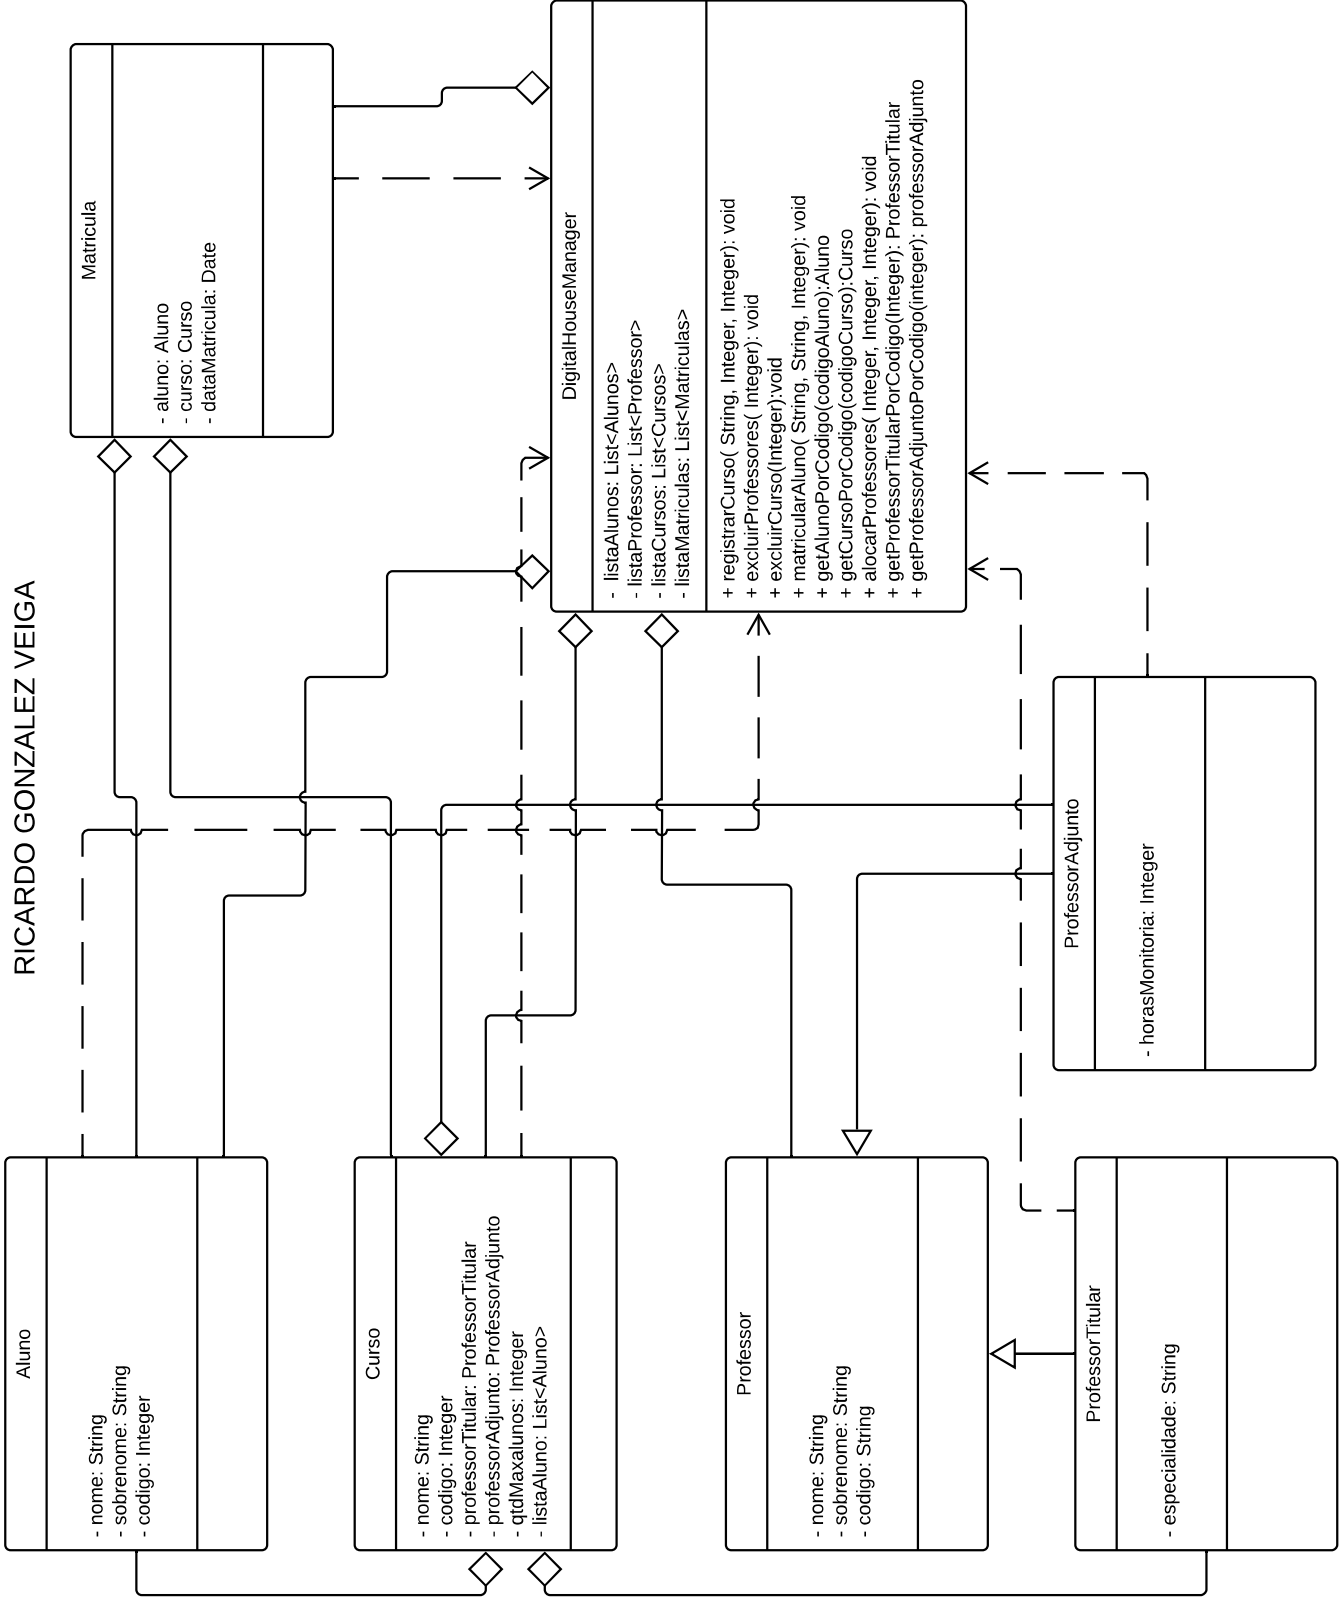 RICARDO GONZALEZ VEIGA
Aluno
- nome: String
- sobrenome: String
- codigo: Integer
Matricula
- aluno: Aluno
- curso: Curso
- dataMatricula: Date
Curso
- nome: String
- codigo: Integer
- professorTitular: ProfessorTitular
- professorAdjunto: ProfessorAdjunto
- qtdMaxalunos: Integer
- listaAluno: List<Aluno>
DigitalHouseManager
- listaAlunos: List<Alunos>
- listaProfessor: List<Professor>
- listaCursos: List<Cursos>
- listaMatriculas: List<Matriculas>
+ registrarCurso( String, Integer, Integer): void
+ excluirProfessores( Integer): void
+ excluirCurso(Integer):void
+ matricularAluno( String, String, Integer): void
+ getAlunoPorCodigo(codigoAluno):Aluno
+ getCursoPorCodigo(codigoCurso):Curso
+ alocarProfessores( Integer, Integer, Integer): void
+ getProfessorTitularPorCodigo(Integer): ProfessorTitular
+ getProfessorAdjuntoPorCodigo(integer): professorAdjunto
Professor
- nome: String
- sobrenome: String
- codigo: String
ProfessorTitular
- especialidade: String
ProfessorAdjunto
- horasMonitoria: Integer